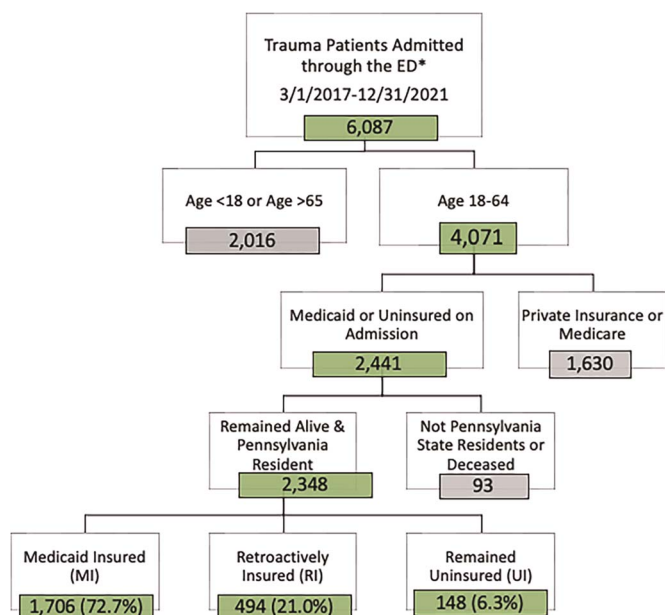 Trauma Patients Admitted
through the ED*
3/1/2017-12/31/2021
6,087
Age <18 or Age >65
2,016
Age 18-64
4,071
Medicaid or Uninsured on
Admission
2,441
Private Insurance or
Medicare
1,630
Remained Alive &
Pennsylvania
Resident
2,348
Not Pennsylvania
State Residents or
Deceased
93
Medicaid Insured
(MI)
1,706 (72.7%)
Retroactively
Insured (RI)
494 (21.0%)
Remained
Uninsured (UI)
148 (6.3%)